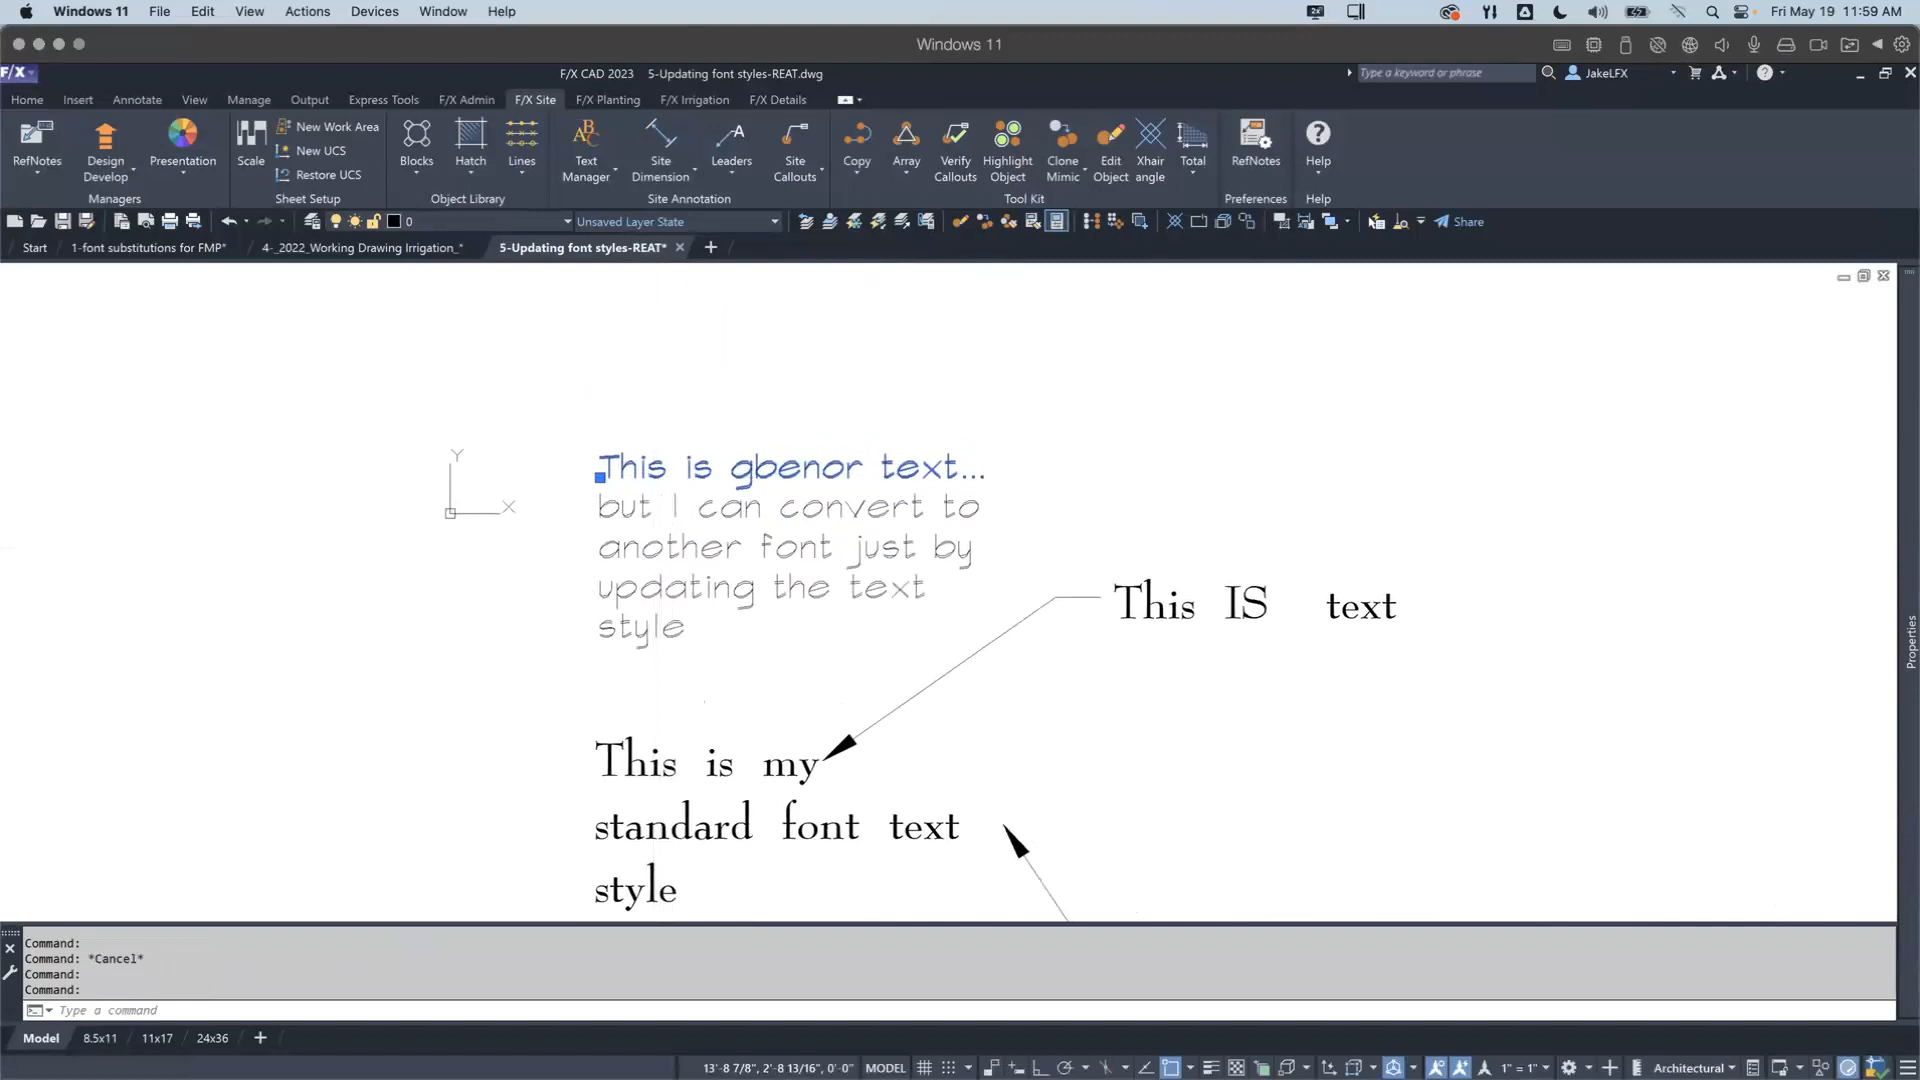 Windows 11 File Edit View Actions Devices Window Help Fri May 19 11:59 AM
Windows 11
F/X F/X CAD 2023 5-Updating font styles-REAT.dwg Type a keyword or phrase JakeLFX
Home Insert Annotate View Manage Output Express Tools F/X Admin F/X Site F/X Planting F/X Irrigation F/X Details
RefNotes
Design Develop
Presentation
Managers
Scale
New Work Area
New UCS
Restore UCS
Sheet Setup
Blocks
Hatch
Lines
Object Library
Text Manager
Site Dimension
Leaders
Site Callouts
Site Annotation
Copy
Array
Verify Callouts
Highlight Object
Clone Mimic
Edit Object
Xhair angle
Total
Tool Kit
RefNotes
Preferences
Help
Help
0 Unsaved Layer State Share
Start 1-font substitutions for FMP* 4-_2022_Working Drawing Irrigation_* 5-Updating font styles-REAT*
Y
X
This is gbenor text...
but I can convert to
another font just by
updating the text
style
This IS text
This is my
standard font text
style
Properties
Command:
Command: *Cancel*
Command:
Command:
Type a command
Model 8.5x11 11x17 24x36
13'-8 7/8", 2'-8 13/16", 0'-0" MODEL 1" = 1" Architectural